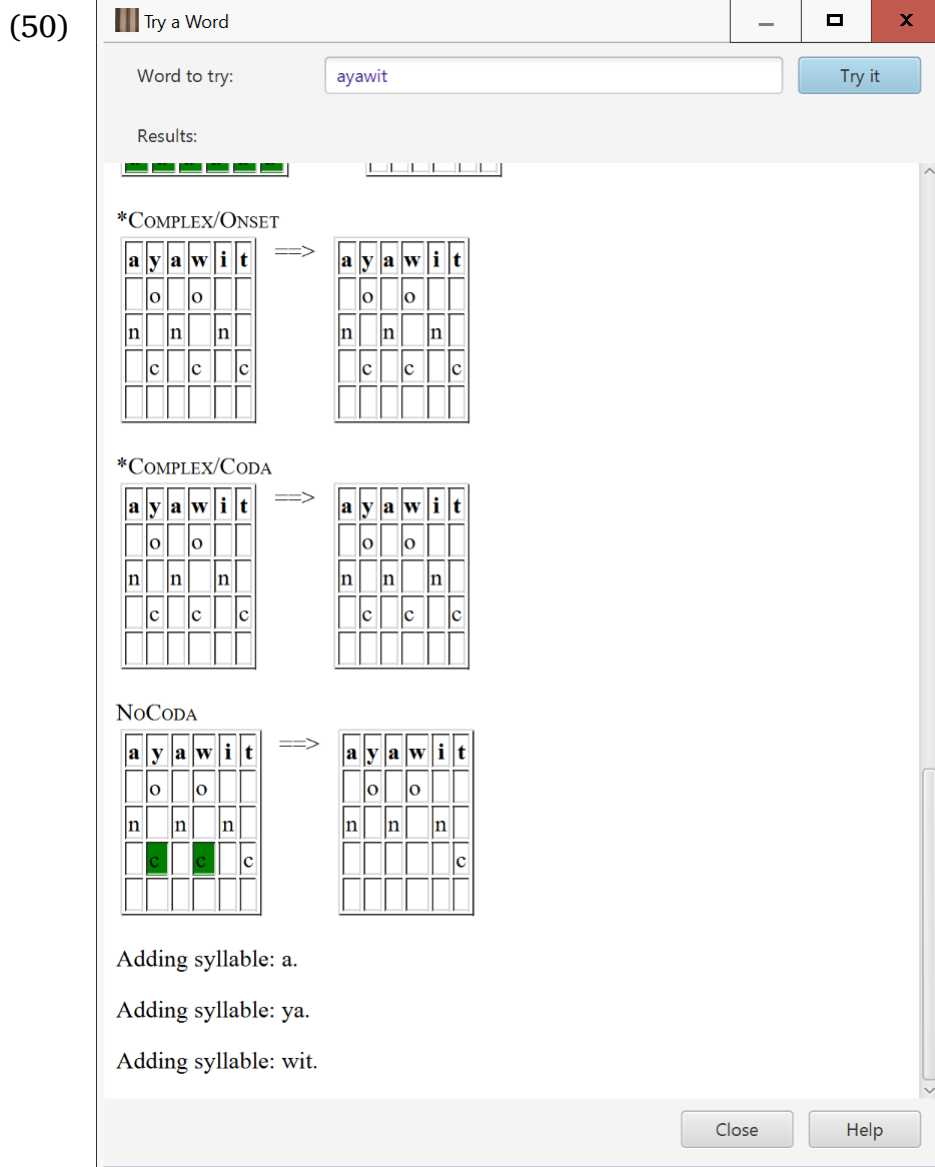 (50)
Try a Word
Word to try: ayawit Try it
Results:
*COMPLEX/ONSET
a y a w i t ==> a y a w i t
o o o o
n n n n n n
c c c c c c
*COMPLEX/CODA
a y a w i t ==> a y a w i t
o o o o
n n n n n n
c c c c c c
NOCODA
a y a w i t ==> a y a w i t
o o o o
n n n n n n
c c c c
Adding syllable: a.
Adding syllable: ya.
Adding syllable: wit.
Close Help